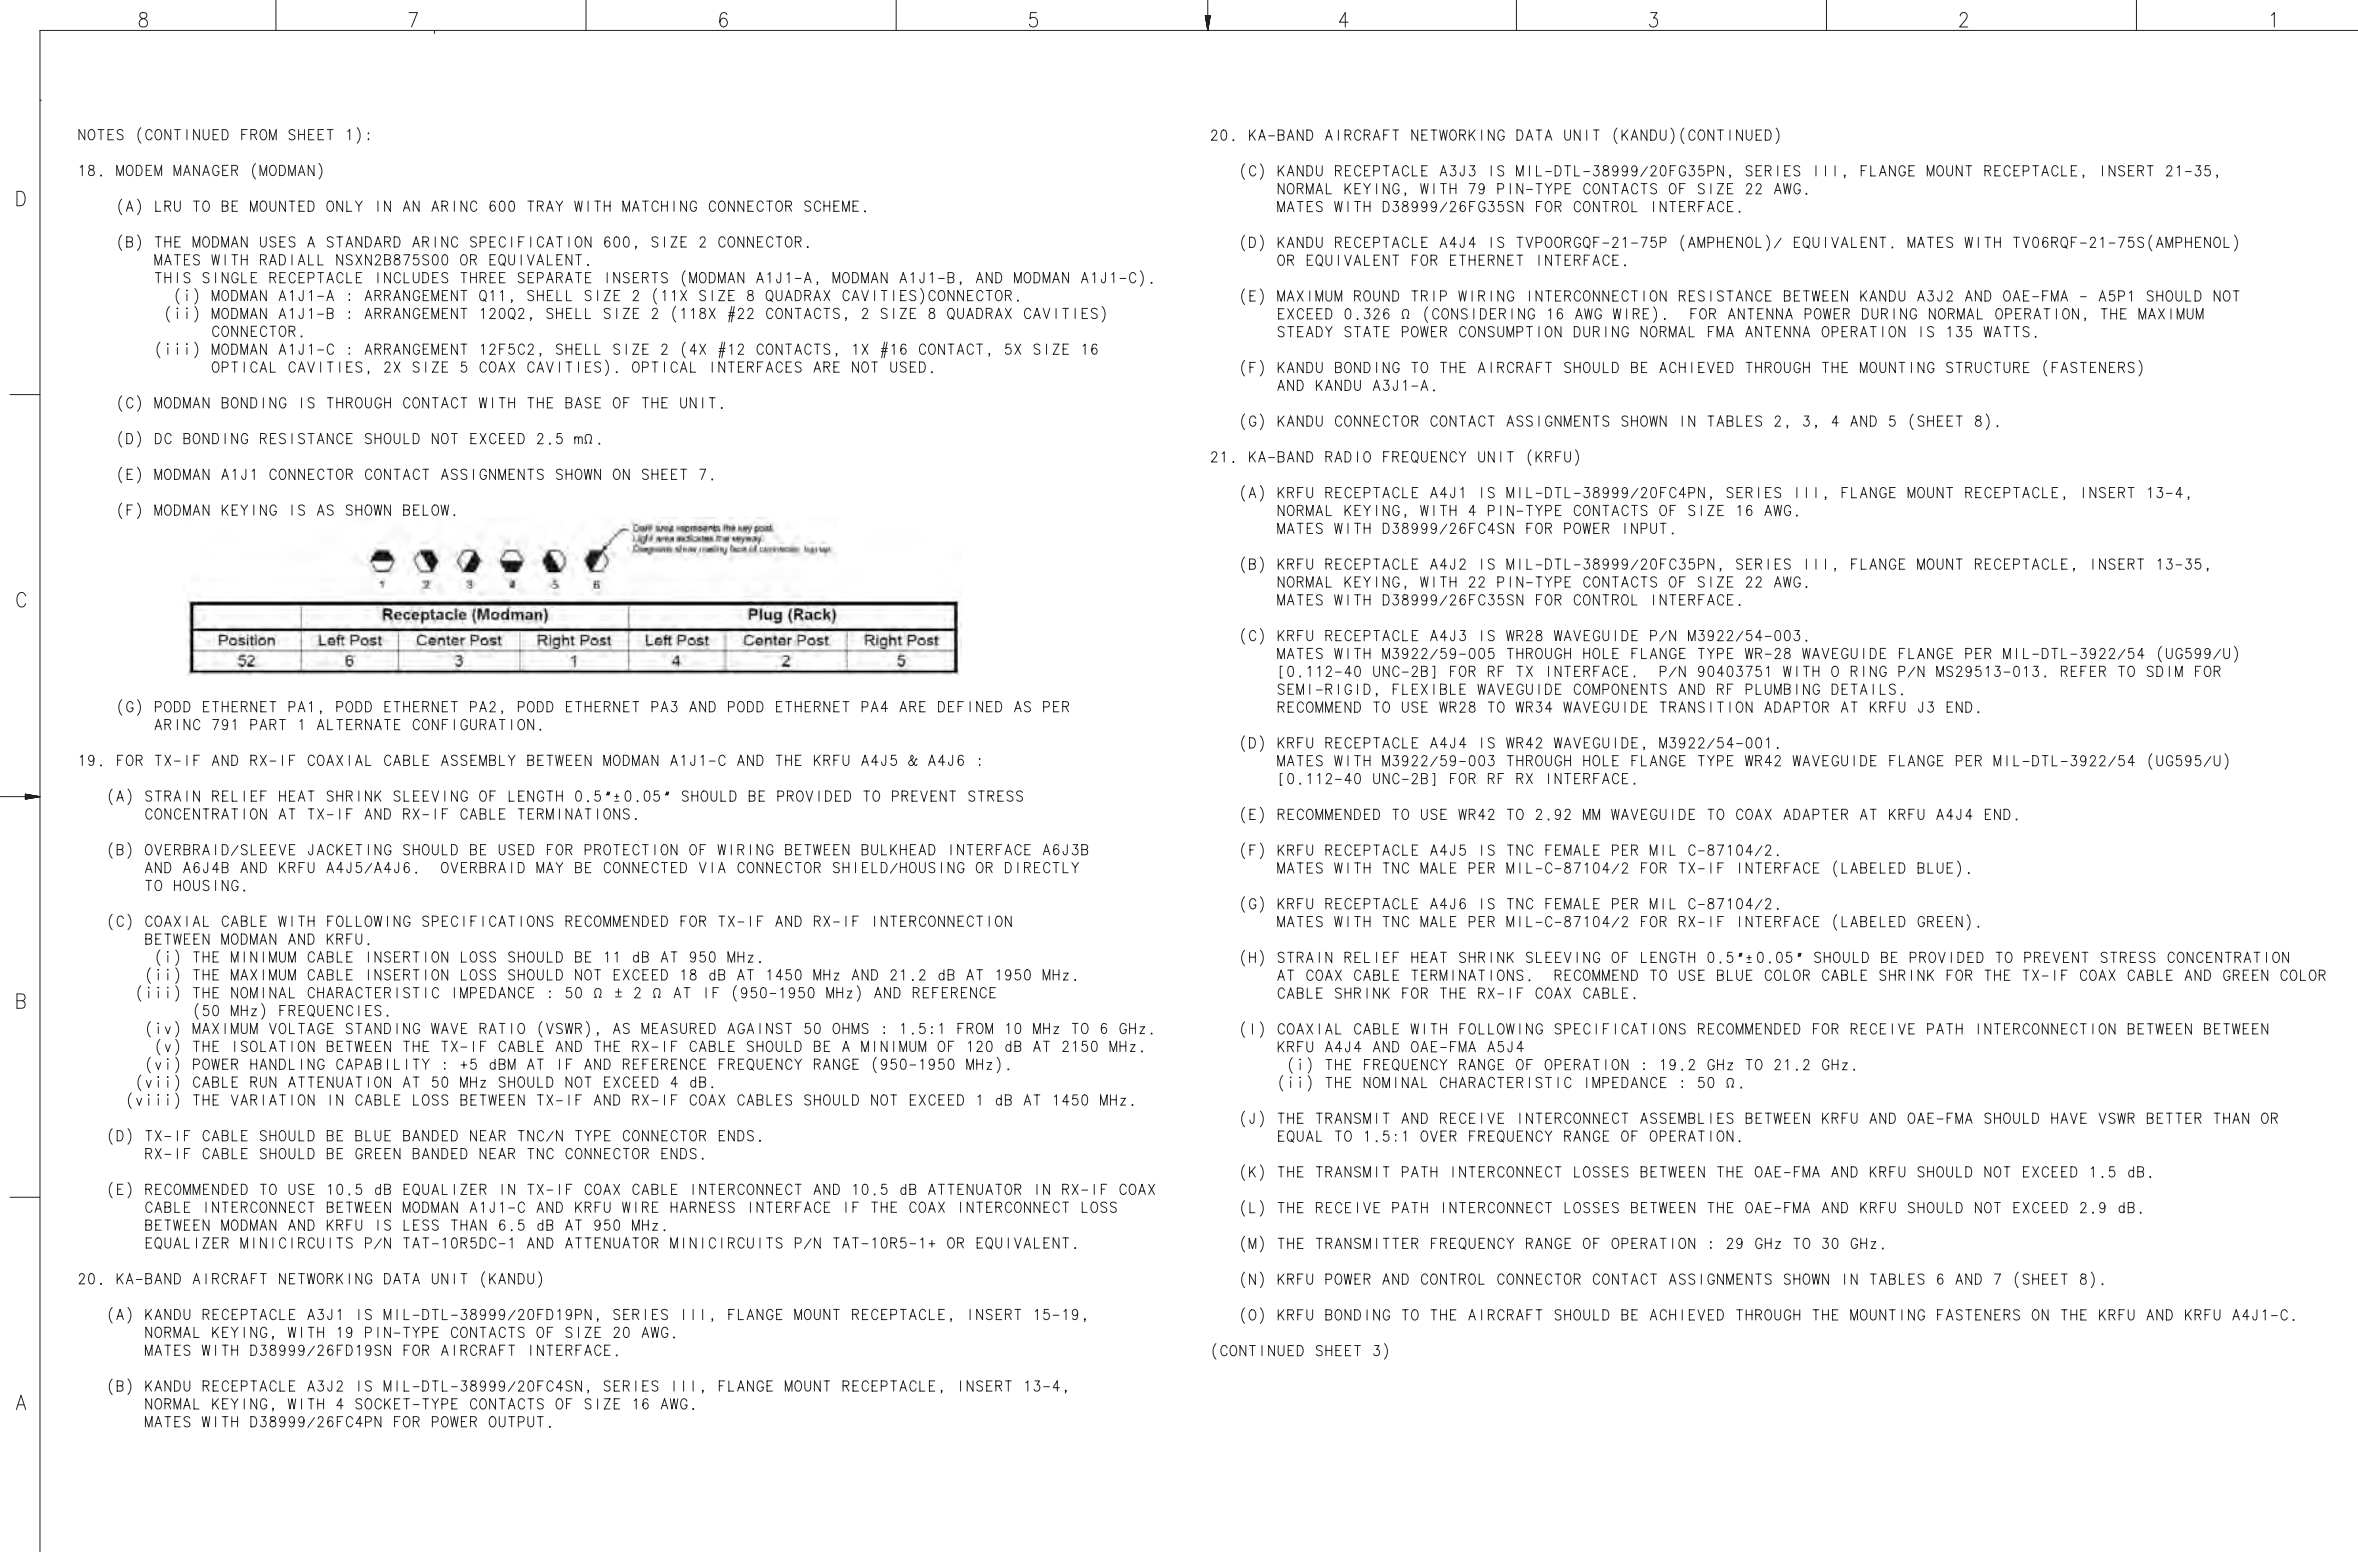 8 7 6 5 4 3 2 1
D
C
B
A
NOTES (CONTINUED FROM SHEET 1):
18. MODEM MANAGER (MODMAN)
(A) LRU TO BE MOUNTED ONLY IN AN ARINC 600 TRAY WITH MATCHING CONNECTOR SCHEME.
(B) THE MODMAN USES A STANDARD ARINC SPECIFICATION 600, SIZE 2 CONNECTOR.
MATES WITH RADIALL NSXN2B875S00 OR EQUIVALENT.
THIS SINGLE RECEPTACLE INCLUDES THREE SEPARATE INSERTS (MODMAN A1J1-A, MODMAN A1J1-B, AND MODMAN A1J1-C).
(i) MODMAN A1J1-A : ARRANGEMENT Q11, SHELL SIZE 2 (11X SIZE 8 QUADRAX CAVITIES)CONNECTOR.
(ii) MODMAN A1J1-B : ARRANGEMENT 120Q2, SHELL SIZE 2 (118X #22 CONTACTS, 2 SIZE 8 QUADRAX CAVITIES)
CONNECTOR.
(iii) MODMAN A1J1-C : ARRANGEMENT 12F5C2, SHELL SIZE 2 (4X #12 CONTACTS, 1X #16 CONTACT, 5X SIZE 16
OPTICAL CAVITIES, 2X SIZE 5 COAX CAVITIES). OPTICAL INTERFACES ARE NOT USED.
(C) MODMAN BONDING IS THROUGH CONTACT WITH THE BASE OF THE UNIT.
(D) DC BONDING RESISTANCE SHOULD NOT EXCEED 2.5 mΩ.
(E) MODMAN A1J1 CONNECTOR CONTACT ASSIGNMENTS SHOWN ON SHEET 7.
(F) MODMAN KEYING IS AS SHOWN BELOW.
Dark area represents the key post.
Light area indicates the keyway.
Diagrams show mating face of connector, top up.
1 2 3 4 5 6
Receptacle (Modman) Plug (Rack)
Position Left Post Center Post Right Post Left Post Center Post Right Post
52 6 3 1 4 2 5
(G) PODD ETHERNET PA1, PODD ETHERNET PA2, PODD ETHERNET PA3 AND PODD ETHERNET PA4 ARE DEFINED AS PER
ARINC 791 PART 1 ALTERNATE CONFIGURATION.
19. FOR TX-IF AND RX-IF COAXIAL CABLE ASSEMBLY BETWEEN MODMAN A1J1-C AND THE KRFU A4J5 & A4J6 :
(A) STRAIN RELIEF HEAT SHRINK SLEEVING OF LENGTH 0.5"±0.05" SHOULD BE PROVIDED TO PREVENT STRESS
CONCENTRATION AT TX-IF AND RX-IF CABLE TERMINATIONS.
(B) OVERBRAID/SLEEVE JACKETING SHOULD BE USED FOR PROTECTION OF WIRING BETWEEN BULKHEAD INTERFACE A6J3B
AND A6J4B AND KRFU A4J5/A4J6. OVERBRAID MAY BE CONNECTED VIA CONNECTOR SHIELD/HOUSING OR DIRECTLY
TO HOUSING.
(C) COAXIAL CABLE WITH FOLLOWING SPECIFICATIONS RECOMMENDED FOR TX-IF AND RX-IF INTERCONNECTION
BETWEEN MODMAN AND KRFU.
(i) THE MINIMUM CABLE INSERTION LOSS SHOULD BE 11 dB AT 950 MHz.
(ii) THE MAXIMUM CABLE INSERTION LOSS SHOULD NOT EXCEED 18 dB AT 1450 MHz AND 21.2 dB AT 1950 MHz.
(iii) THE NOMINAL CHARACTERISTIC IMPEDANCE : 50 Ω ± 2 Ω AT IF (950-1950 MHz) AND REFERENCE
(50 MHz) FREQUENCIES.
(iv) MAXIMUM VOLTAGE STANDING WAVE RATIO (VSWR), AS MEASURED AGAINST 50 OHMS : 1.5:1 FROM 10 MHz TO 6 GHz.
(v) THE ISOLATION BETWEEN THE TX-IF CABLE AND THE RX-IF CABLE SHOULD BE A MINIMUM OF 120 dB AT 2150 MHz.
(vi) POWER HANDLING CAPABILITY : +5 dBM AT IF AND REFERENCE FREQUENCY RANGE (950-1950 MHz).
(vii) CABLE RUN ATTENUATION AT 50 MHz SHOULD NOT EXCEED 4 dB.
(viii) THE VARIATION IN CABLE LOSS BETWEEN TX-IF AND RX-IF COAX CABLES SHOULD NOT EXCEED 1 dB AT 1450 MHz.
(D) TX-IF CABLE SHOULD BE BLUE BANDED NEAR TNC/N TYPE CONNECTOR ENDS.
RX-IF CABLE SHOULD BE GREEN BANDED NEAR TNC CONNECTOR ENDS.
(E) RECOMMENDED TO USE 10.5 dB EQUALIZER IN TX-IF COAX CABLE INTERCONNECT AND 10.5 dB ATTENUATOR IN RX-IF COAX
CABLE INTERCONNECT BETWEEN MODMAN A1J1-C AND KRFU WIRE HARNESS INTERFACE IF THE COAX INTERCONNECT LOSS
BETWEEN MODMAN AND KRFU IS LESS THAN 6.5 dB AT 950 MHz.
EQUALIZER MINICIRCUITS P/N TAT-10R5DC-1 AND ATTENUATOR MINICIRCUITS P/N TAT-10R5-1+ OR EQUIVALENT.
20. KA-BAND AIRCRAFT NETWORKING DATA UNIT (KANDU)
(A) KANDU RECEPTACLE A3J1 IS MIL-DTL-38999/20FD19PN, SERIES III, FLANGE MOUNT RECEPTACLE, INSERT 15-19,
NORMAL KEYING, WITH 19 PIN-TYPE CONTACTS OF SIZE 20 AWG.
MATES WITH D38999/26FD19SN FOR AIRCRAFT INTERFACE.
(B) KANDU RECEPTACLE A3J2 IS MIL-DTL-38999/20FC4SN, SERIES III, FLANGE MOUNT RECEPTACLE, INSERT 13-4,
NORMAL KEYING, WITH 4 SOCKET-TYPE CONTACTS OF SIZE 16 AWG.
MATES WITH D38999/26FC4PN FOR POWER OUTPUT.
20. KA-BAND AIRCRAFT NETWORKING DATA UNIT (KANDU)(CONTINUED)
(C) KANDU RECEPTACLE A3J3 IS MIL-DTL-38999/20FG35PN, SERIES III, FLANGE MOUNT RECEPTACLE, INSERT 21-35,
NORMAL KEYING, WITH 79 PIN-TYPE CONTACTS OF SIZE 22 AWG.
MATES WITH D38999/26FG35SN FOR CONTROL INTERFACE.
(D) KANDU RECEPTACLE A4J4 IS TVPOORGQF-21-75P (AMPHENOL)/ EQUIVALENT. MATES WITH TV06RQF-21-75S(AMPHENOL)
OR EQUIVALENT FOR ETHERNET INTERFACE.
(E) MAXIMUM ROUND TRIP WIRING INTERCONNECTION RESISTANCE BETWEEN KANDU A3J2 AND OAE-FMA - A5P1 SHOULD NOT
EXCEED 0.326 Ω (CONSIDERING 16 AWG WIRE). FOR ANTENNA POWER DURING NORMAL OPERATION, THE MAXIMUM
STEADY STATE POWER CONSUMPTION DURING NORMAL FMA ANTENNA OPERATION IS 135 WATTS.
(F) KANDU BONDING TO THE AIRCRAFT SHOULD BE ACHIEVED THROUGH THE MOUNTING STRUCTURE (FASTENERS)
AND KANDU A3J1-A.
(G) KANDU CONNECTOR CONTACT ASSIGNMENTS SHOWN IN TABLES 2, 3, 4 AND 5 (SHEET 8).
21. KA-BAND RADIO FREQUENCY UNIT (KRFU)
(A) KRFU RECEPTACLE A4J1 IS MIL-DTL-38999/20FC4PN, SERIES III, FLANGE MOUNT RECEPTACLE, INSERT 13-4,
NORMAL KEYING, WITH 4 PIN-TYPE CONTACTS OF SIZE 16 AWG.
MATES WITH D38999/26FC4SN FOR POWER INPUT.
(B) KRFU RECEPTACLE A4J2 IS MIL-DTL-38999/20FC35PN, SERIES III, FLANGE MOUNT RECEPTACLE, INSERT 13-35,
NORMAL KEYING, WITH 22 PIN-TYPE CONTACTS OF SIZE 22 AWG.
MATES WITH D38999/26FC35SN FOR CONTROL INTERFACE.
(C) KRFU RECEPTACLE A4J3 IS WR28 WAVEGUIDE P/N M3922/54-003.
MATES WITH M3922/59-005 THROUGH HOLE FLANGE TYPE WR-28 WAVEGUIDE FLANGE PER MIL-DTL-3922/54 (UG599/U)
[0.112-40 UNC-2B] FOR RF TX INTERFACE. P/N 90403751 WITH O RING P/N MS29513-013. REFER TO SDIM FOR
SEMI-RIGID, FLEXIBLE WAVEGUIDE COMPONENTS AND RF PLUMBING DETAILS.
RECOMMEND TO USE WR28 TO WR34 WAVEGUIDE TRANSITION ADAPTOR AT KRFU J3 END.
(D) KRFU RECEPTACLE A4J4 IS WR42 WAVEGUIDE, M3922/54-001.
MATES WITH M3922/59-003 THROUGH HOLE FLANGE TYPE WR42 WAVEGUIDE FLANGE PER MIL-DTL-3922/54 (UG595/U)
[0.112-40 UNC-2B] FOR RF RX INTERFACE.
(E) RECOMMENDED TO USE WR42 TO 2.92 MM WAVEGUIDE TO COAX ADAPTER AT KRFU A4J4 END.
(F) KRFU RECEPTACLE A4J5 IS TNC FEMALE PER MIL C-87104/2.
MATES WITH TNC MALE PER MIL-C-87104/2 FOR TX-IF INTERFACE (LABELED BLUE).
(G) KRFU RECEPTACLE A4J6 IS TNC FEMALE PER MIL C-87104/2.
MATES WITH TNC MALE PER MIL-C-87104/2 FOR RX-IF INTERFACE (LABELED GREEN).
(H) STRAIN RELIEF HEAT SHRINK SLEEVING OF LENGTH 0.5"±0.05" SHOULD BE PROVIDED TO PREVENT STRESS CONCENTRATION
AT COAX CABLE TERMINATIONS. RECOMMEND TO USE BLUE COLOR CABLE SHRINK FOR THE TX-IF COAX CABLE AND GREEN COLOR
CABLE SHRINK FOR THE RX-IF COAX CABLE.
(I) COAXIAL CABLE WITH FOLLOWING SPECIFICATIONS RECOMMENDED FOR RECEIVE PATH INTERCONNECTION BETWEEN BETWEEN
KRFU A4J4 AND OAE-FMA A5J4
(i) THE FREQUENCY RANGE OF OPERATION : 19.2 GHz TO 21.2 GHz.
(ii) THE NOMINAL CHARACTERISTIC IMPEDANCE : 50 Ω.
(J) THE TRANSMIT AND RECEIVE INTERCONNECT ASSEMBLIES BETWEEN KRFU AND OAE-FMA SHOULD HAVE VSWR BETTER THAN OR
EQUAL TO 1.5:1 OVER FREQUENCY RANGE OF OPERATION.
(K) THE TRANSMIT PATH INTERCONNECT LOSSES BETWEEN THE OAE-FMA AND KRFU SHOULD NOT EXCEED 1.5 dB.
(L) THE RECEIVE PATH INTERCONNECT LOSSES BETWEEN THE OAE-FMA AND KRFU SHOULD NOT EXCEED 2.9 dB.
(M) THE TRANSMITTER FREQUENCY RANGE OF OPERATION : 29 GHz TO 30 GHz.
(N) KRFU POWER AND CONTROL CONNECTOR CONTACT ASSIGNMENTS SHOWN IN TABLES 6 AND 7 (SHEET 8).
(O) KRFU BONDING TO THE AIRCRAFT SHOULD BE ACHIEVED THROUGH THE MOUNTING FASTENERS ON THE KRFU AND KRFU A4J1-C.
(CONTINUED SHEET 3)